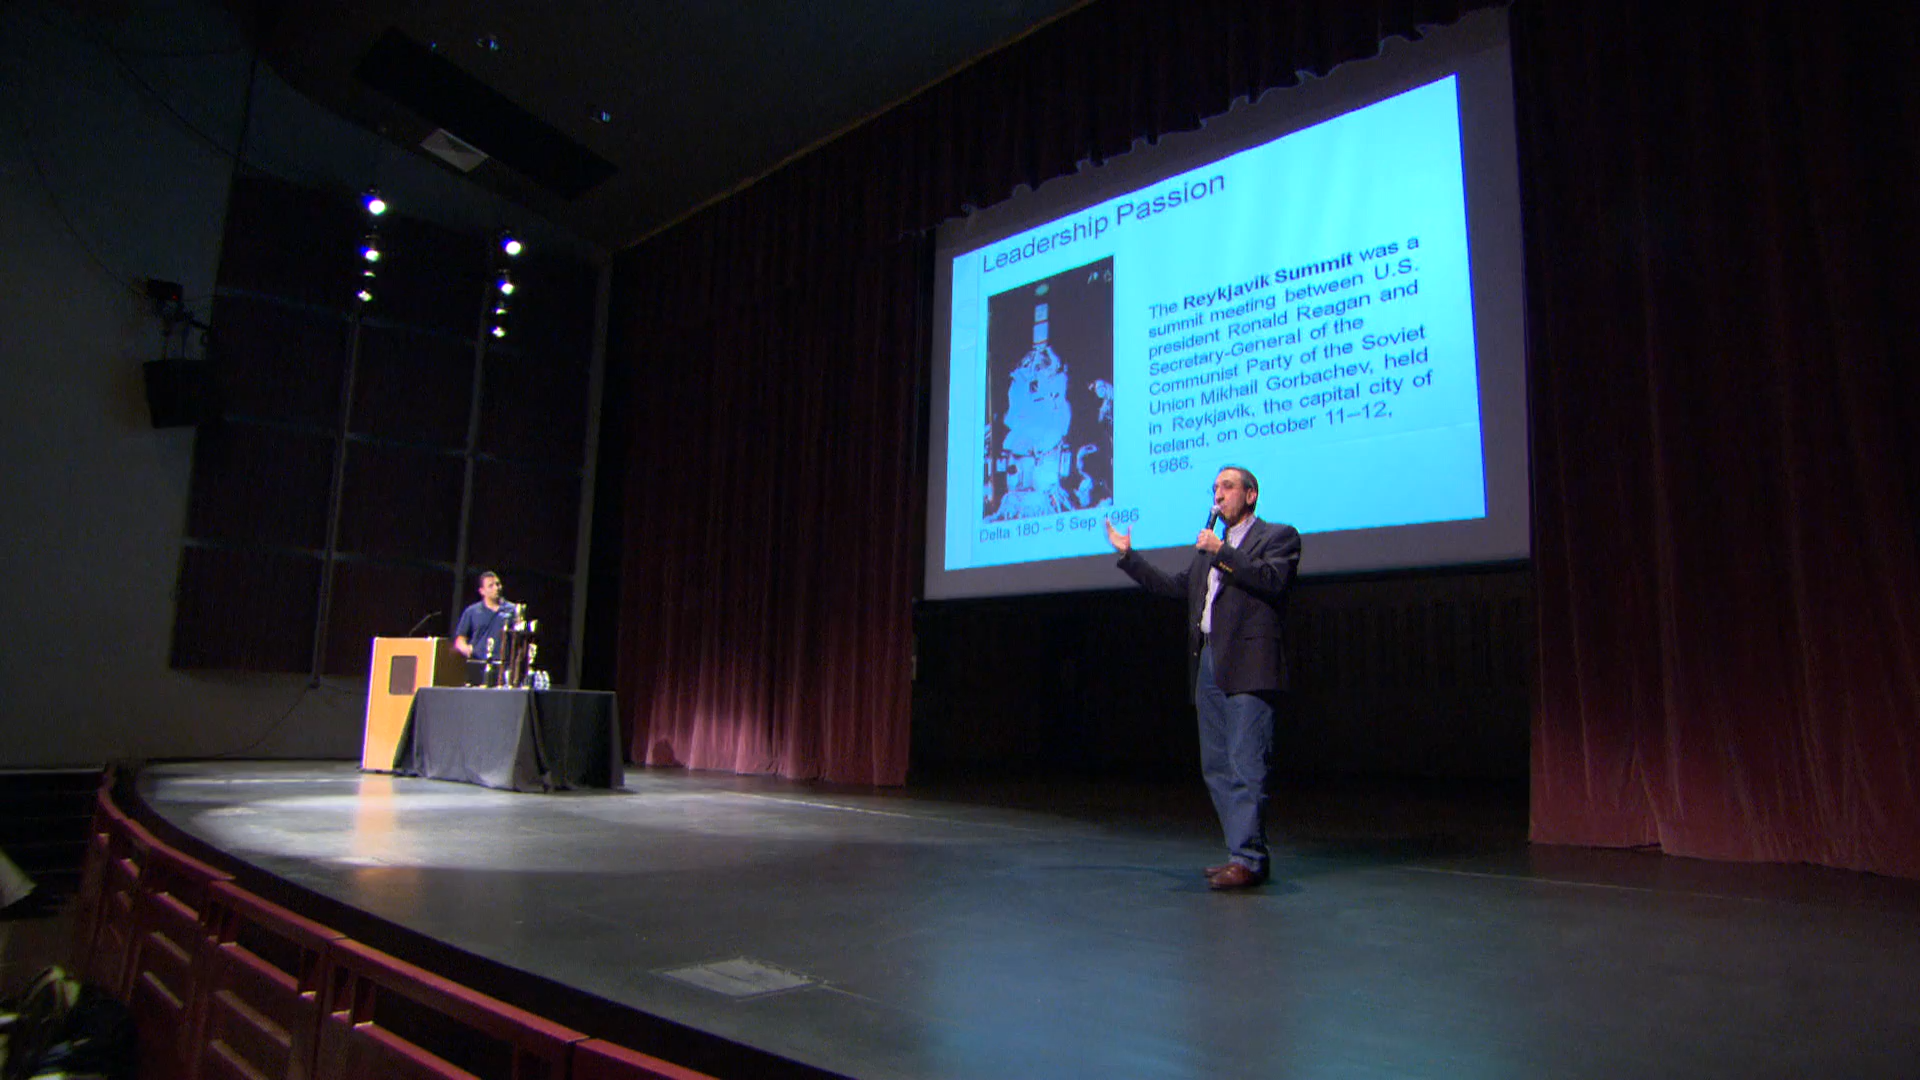 Leadership Passion
The Reykjavik Summit was a
summit meeting between U.S.
president Ronald Reagan and
Secretary-General of the
Communist Party of the Soviet
Union Mikhail Gorbachev, held
in Reykjavik, the capital city of
Iceland, on October 11–12,
1986.
Delta 180 – 5 Sep 1986